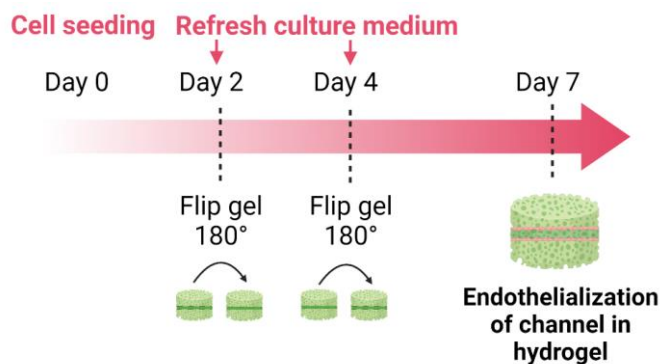 Cell seeding Refresh culture medium
Day 0 Day 2 Day 4 Day 7
Flip gel Flip gel
180° 180°
Endothelialization
of channel in
hydrogel